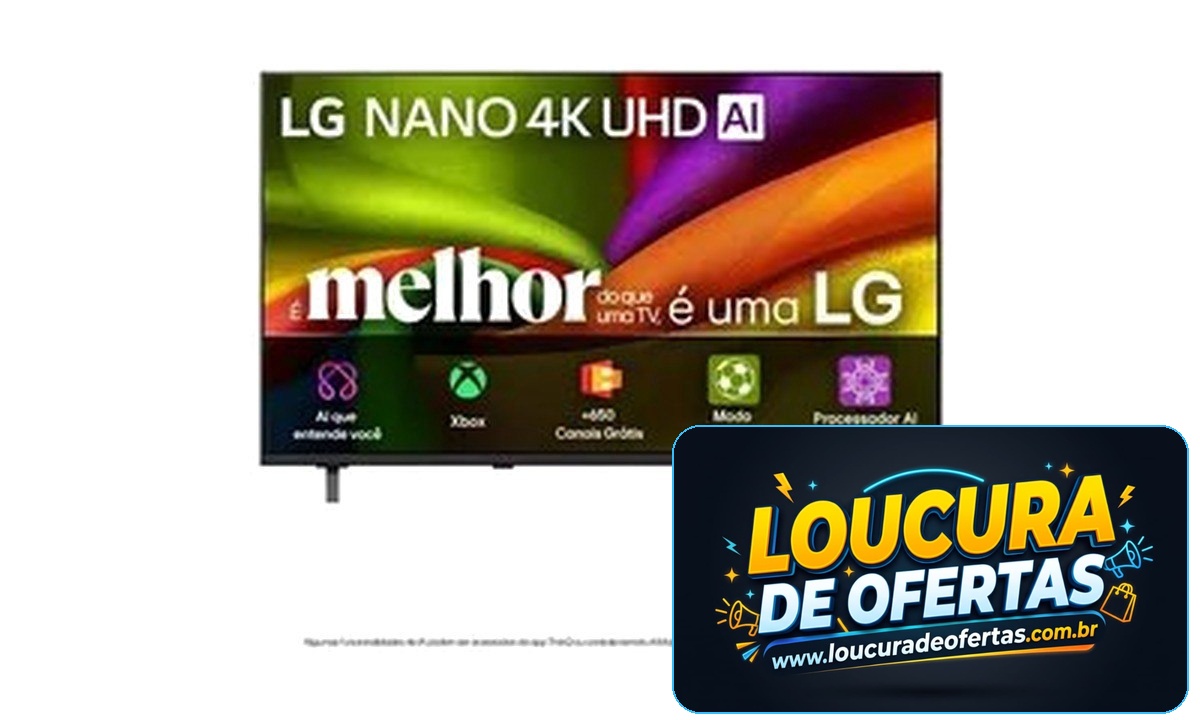 LG NANO 4K UHD AI
É melhor do que uma TV, é uma LG
AI que entende você
Xbox
+650 Canais Grátis
Modo
Processador AI
LOUCURA
DE OFERTAS
www.loucuradeofertas.com.br